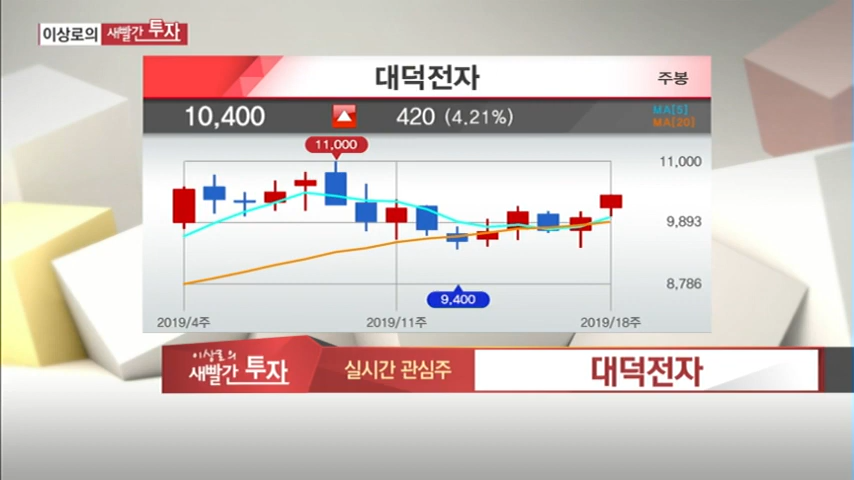 이상로의 새빨간 투자
대덕전자
주봉
10,400 420 (4.21%)
MA[5]
MA[20]
11,000
11,000
9,893
8,786
9,400
2019/4주 2019/11주 2019/18주
이상로의
새빨간 투자
실시간 관심주
대덕전자